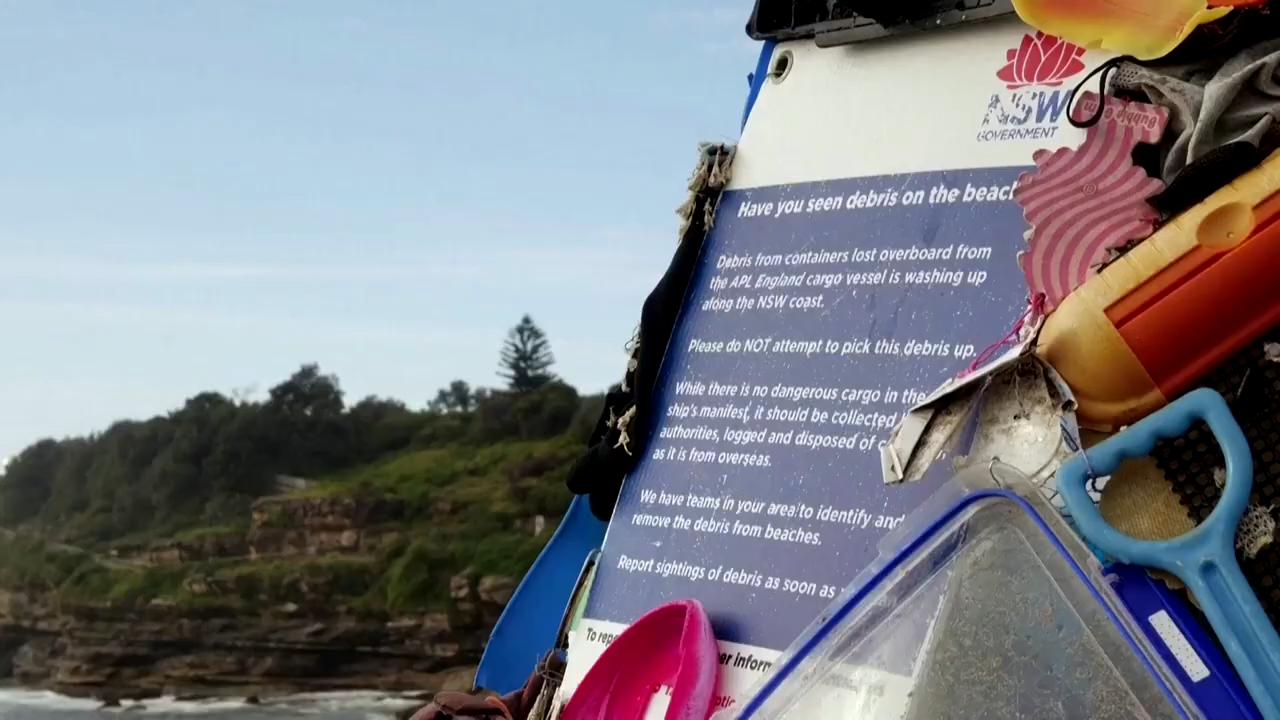 NSW
GOVERNMENT
Bubble Gum
Have you seen debris on the beach
Debris from containers lost overboard from
the APL England cargo vessel is washing up
along the NSW coast.
Please do NOT attempt to pick this debris up.
While there is no dangerous cargo in the
ship's manifest, it should be collected
authorities, logged and disposed of
as it is from overseas.
We have teams in your area to identify and
remove the debris from beaches.
Report sightings of debris as soon as
To